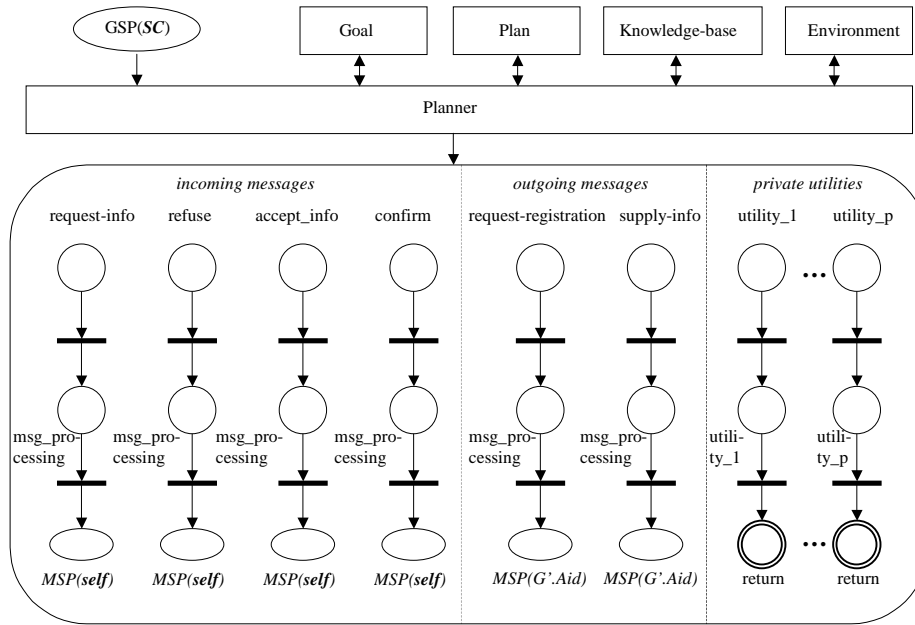 GSP(SC)
Goal
Plan
Knowledge-base
Environment
Planner
incoming messages
outgoing messages
private utilities
request-info
refuse
accept_info
confirm
request-registration
supply-info
utility_1
utility_p
...
msg_pro-
cessing
msg_pro-
cessing
msg_pro-
cessing
msg_pro-
cessing
msg_pro-
cessing
msg_pro-
cessing
utili-
ty_1
utili-
ty_p
...
MSP(self)
MSP(self)
MSP(self)
MSP(self)
MSP(G'.Aid)
MSP(G'.Aid)
return
return